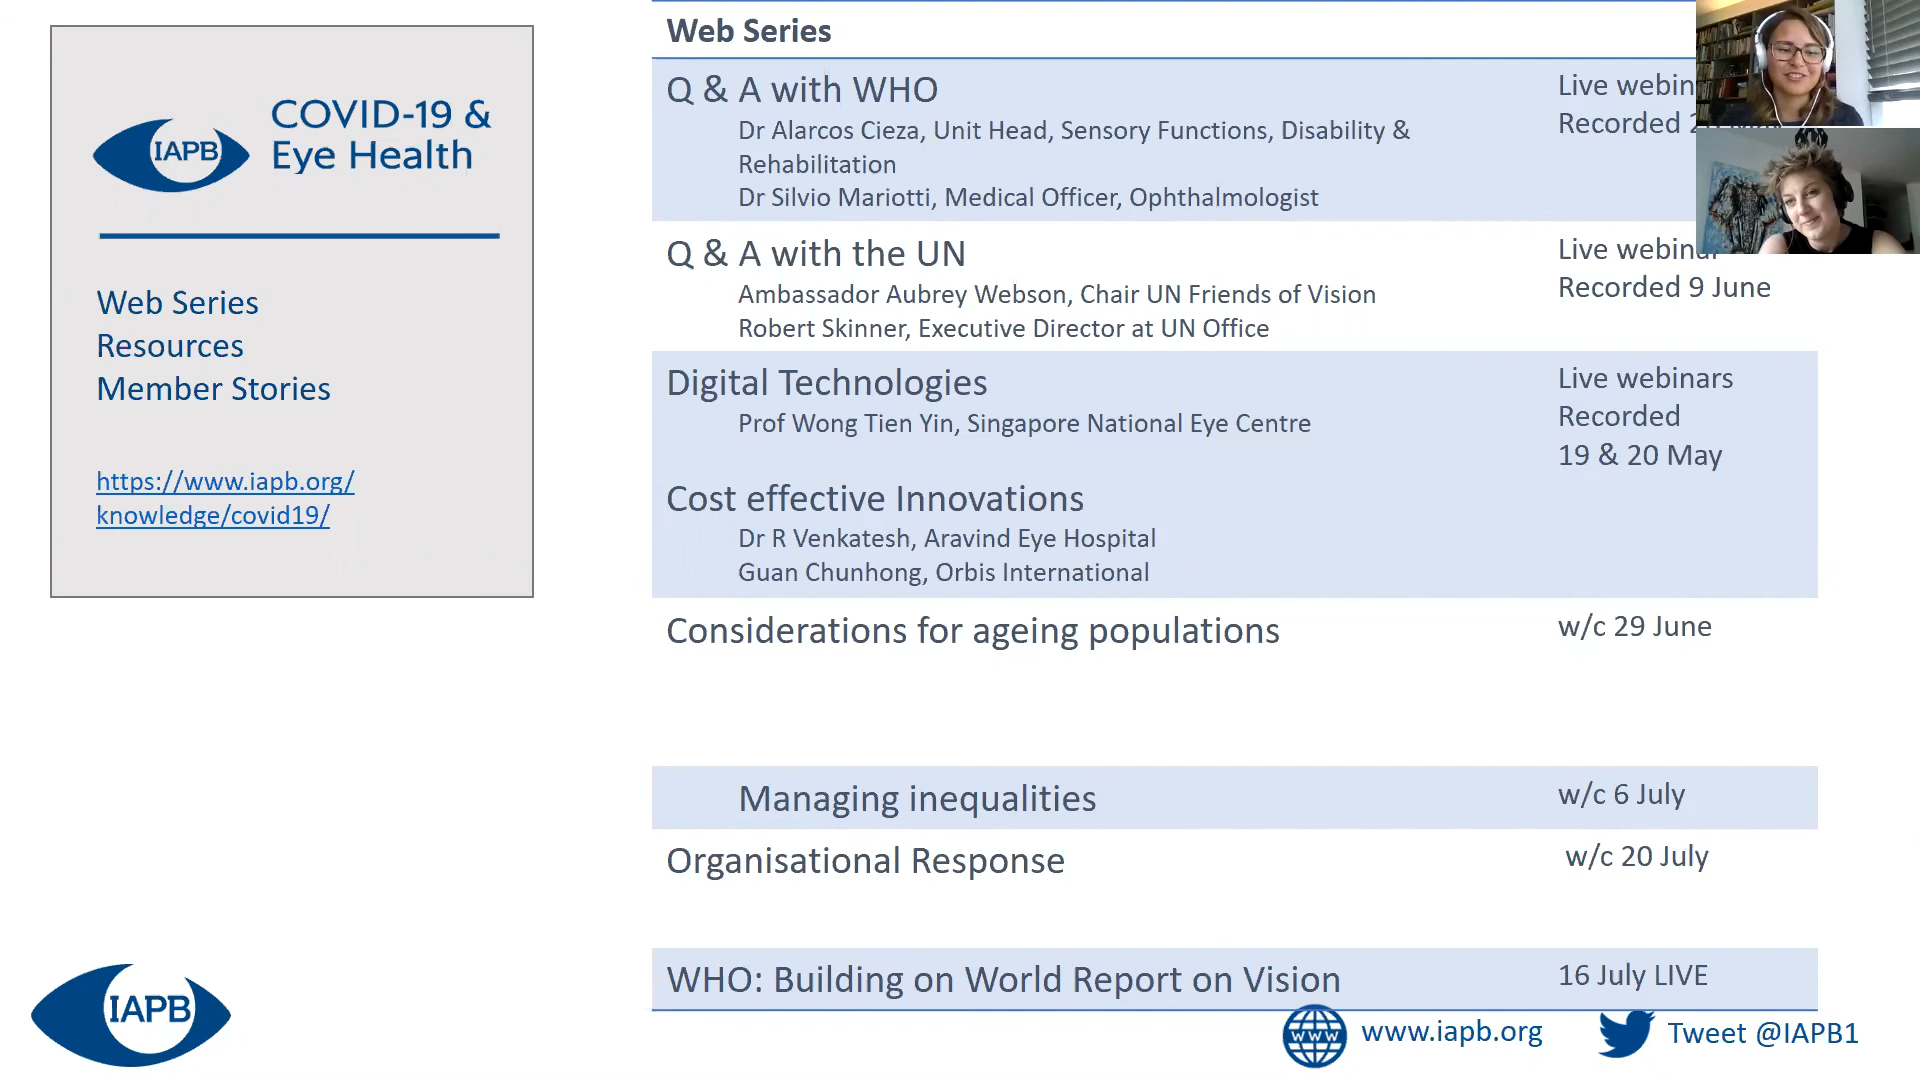 IAPB
COVID-19 &
Eye Health
Web Series
Resources
Member Stories
https://www.iapb.org/
knowledge/covid19/
Web Series
Q & A with WHO
Dr Alarcos Cieza, Unit Head, Sensory Functions, Disability &
Rehabilitation
Dr Silvio Mariotti, Medical Officer, Ophthalmologist
Live webin
Recorded
Q & A with the UN
Ambassador Aubrey Webson, Chair UN Friends of Vision
Robert Skinner, Executive Director at UN Office
Live webinar
Recorded 9 June
Digital Technologies
Prof Wong Tien Yin, Singapore National Eye Centre
Live webinars
Recorded
19 & 20 May
Cost effective Innovations
Dr R Venkatesh, Aravind Eye Hospital
Guan Chunhong, Orbis International
Considerations for ageing populations
w/c 29 June
Managing inequalities
w/c 6 July
Organisational Response
w/c 20 July
WHO: Building on World Report on Vision
16 July LIVE
IAPB
WWW
www.iapb.org
Tweet @IAPB1